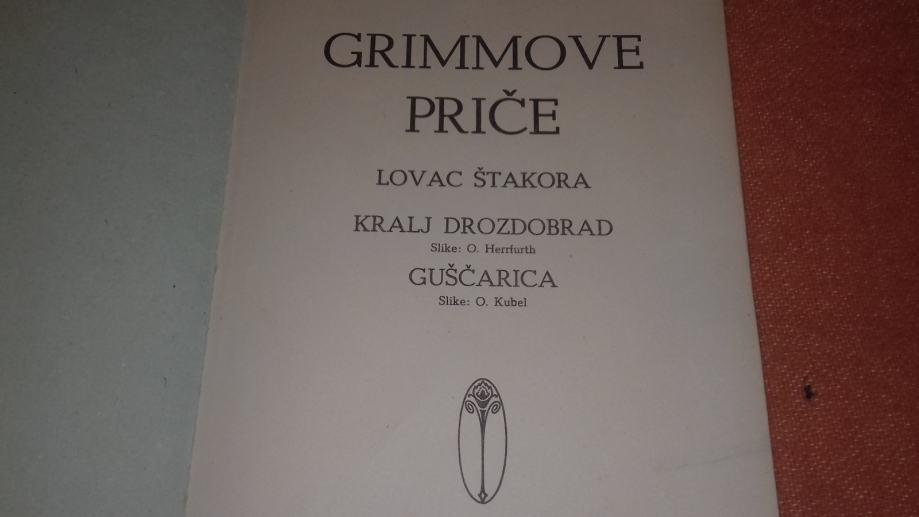 GRIMMOVE
PRIČE
LOVAC ŠTAKORA
KRALJ DROZDOBRAD
Slike: O. Herrfurth
GUŠČARICA
Slike: O. Kubel